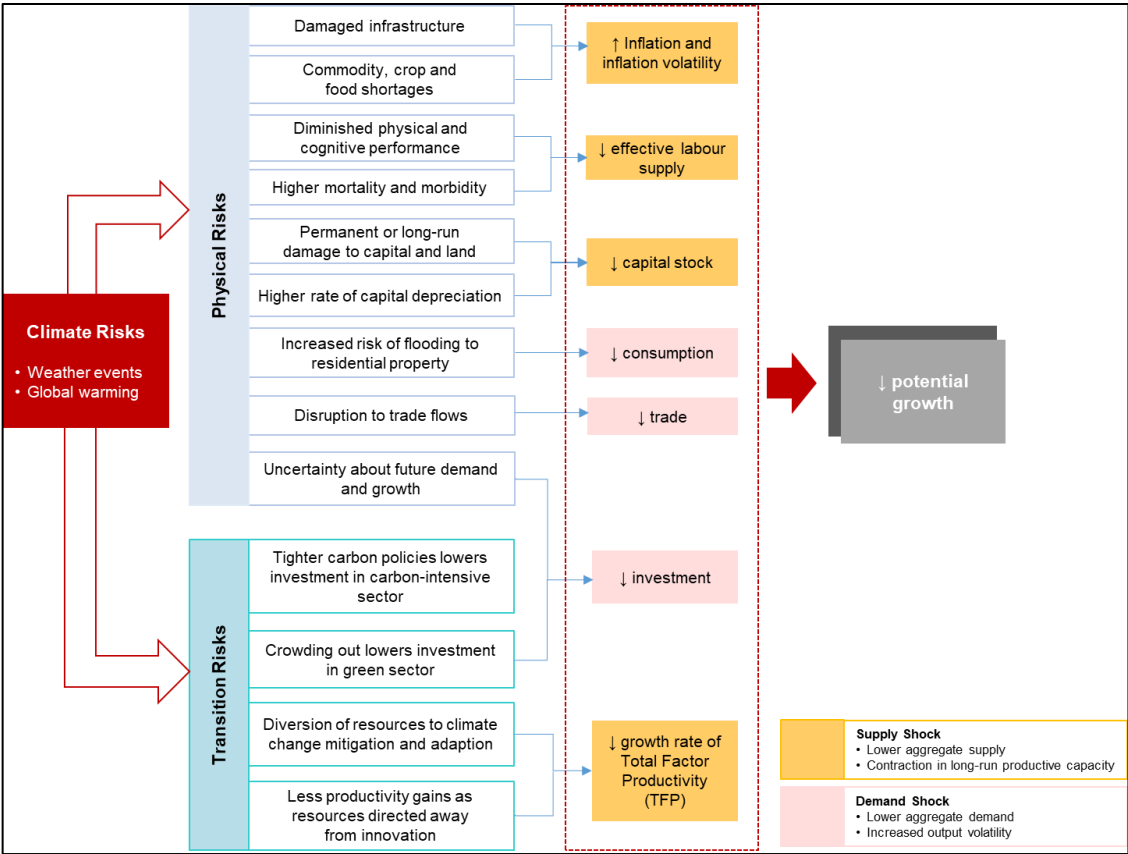 Climate Risks
• Weather events
• Global warming
Physical Risks
Damaged infrastructure
Commodity, crop and
food shortages
Diminished physical and
cognitive performance
Higher mortality and morbidity
Permanent or long-run
damage to capital and land
Higher rate of capital depreciation
Increased risk of flooding to
residential property
Disruption to trade flows
Uncertainty about future demand
and growth
Transition Risks
Tighter carbon policies lowers
investment in carbon-intensive
sector
Crowding out lowers investment
in green sector
Diversion of resources to climate
change mitigation and adaption
Less productivity gains as
resources directed away
from innovation
↑ Inflation and
inflation volatility
↓ effective labour
supply
↓ capital stock
↓ consumption
↓ trade
↓ investment
↓ growth rate of
Total Factor
Productivity
(TFP)
↓ potential
growth
Supply Shock
• Lower aggregate supply
• Contraction in long-run productive capacity
Demand Shock
• Lower aggregate demand
• Increased output volatility